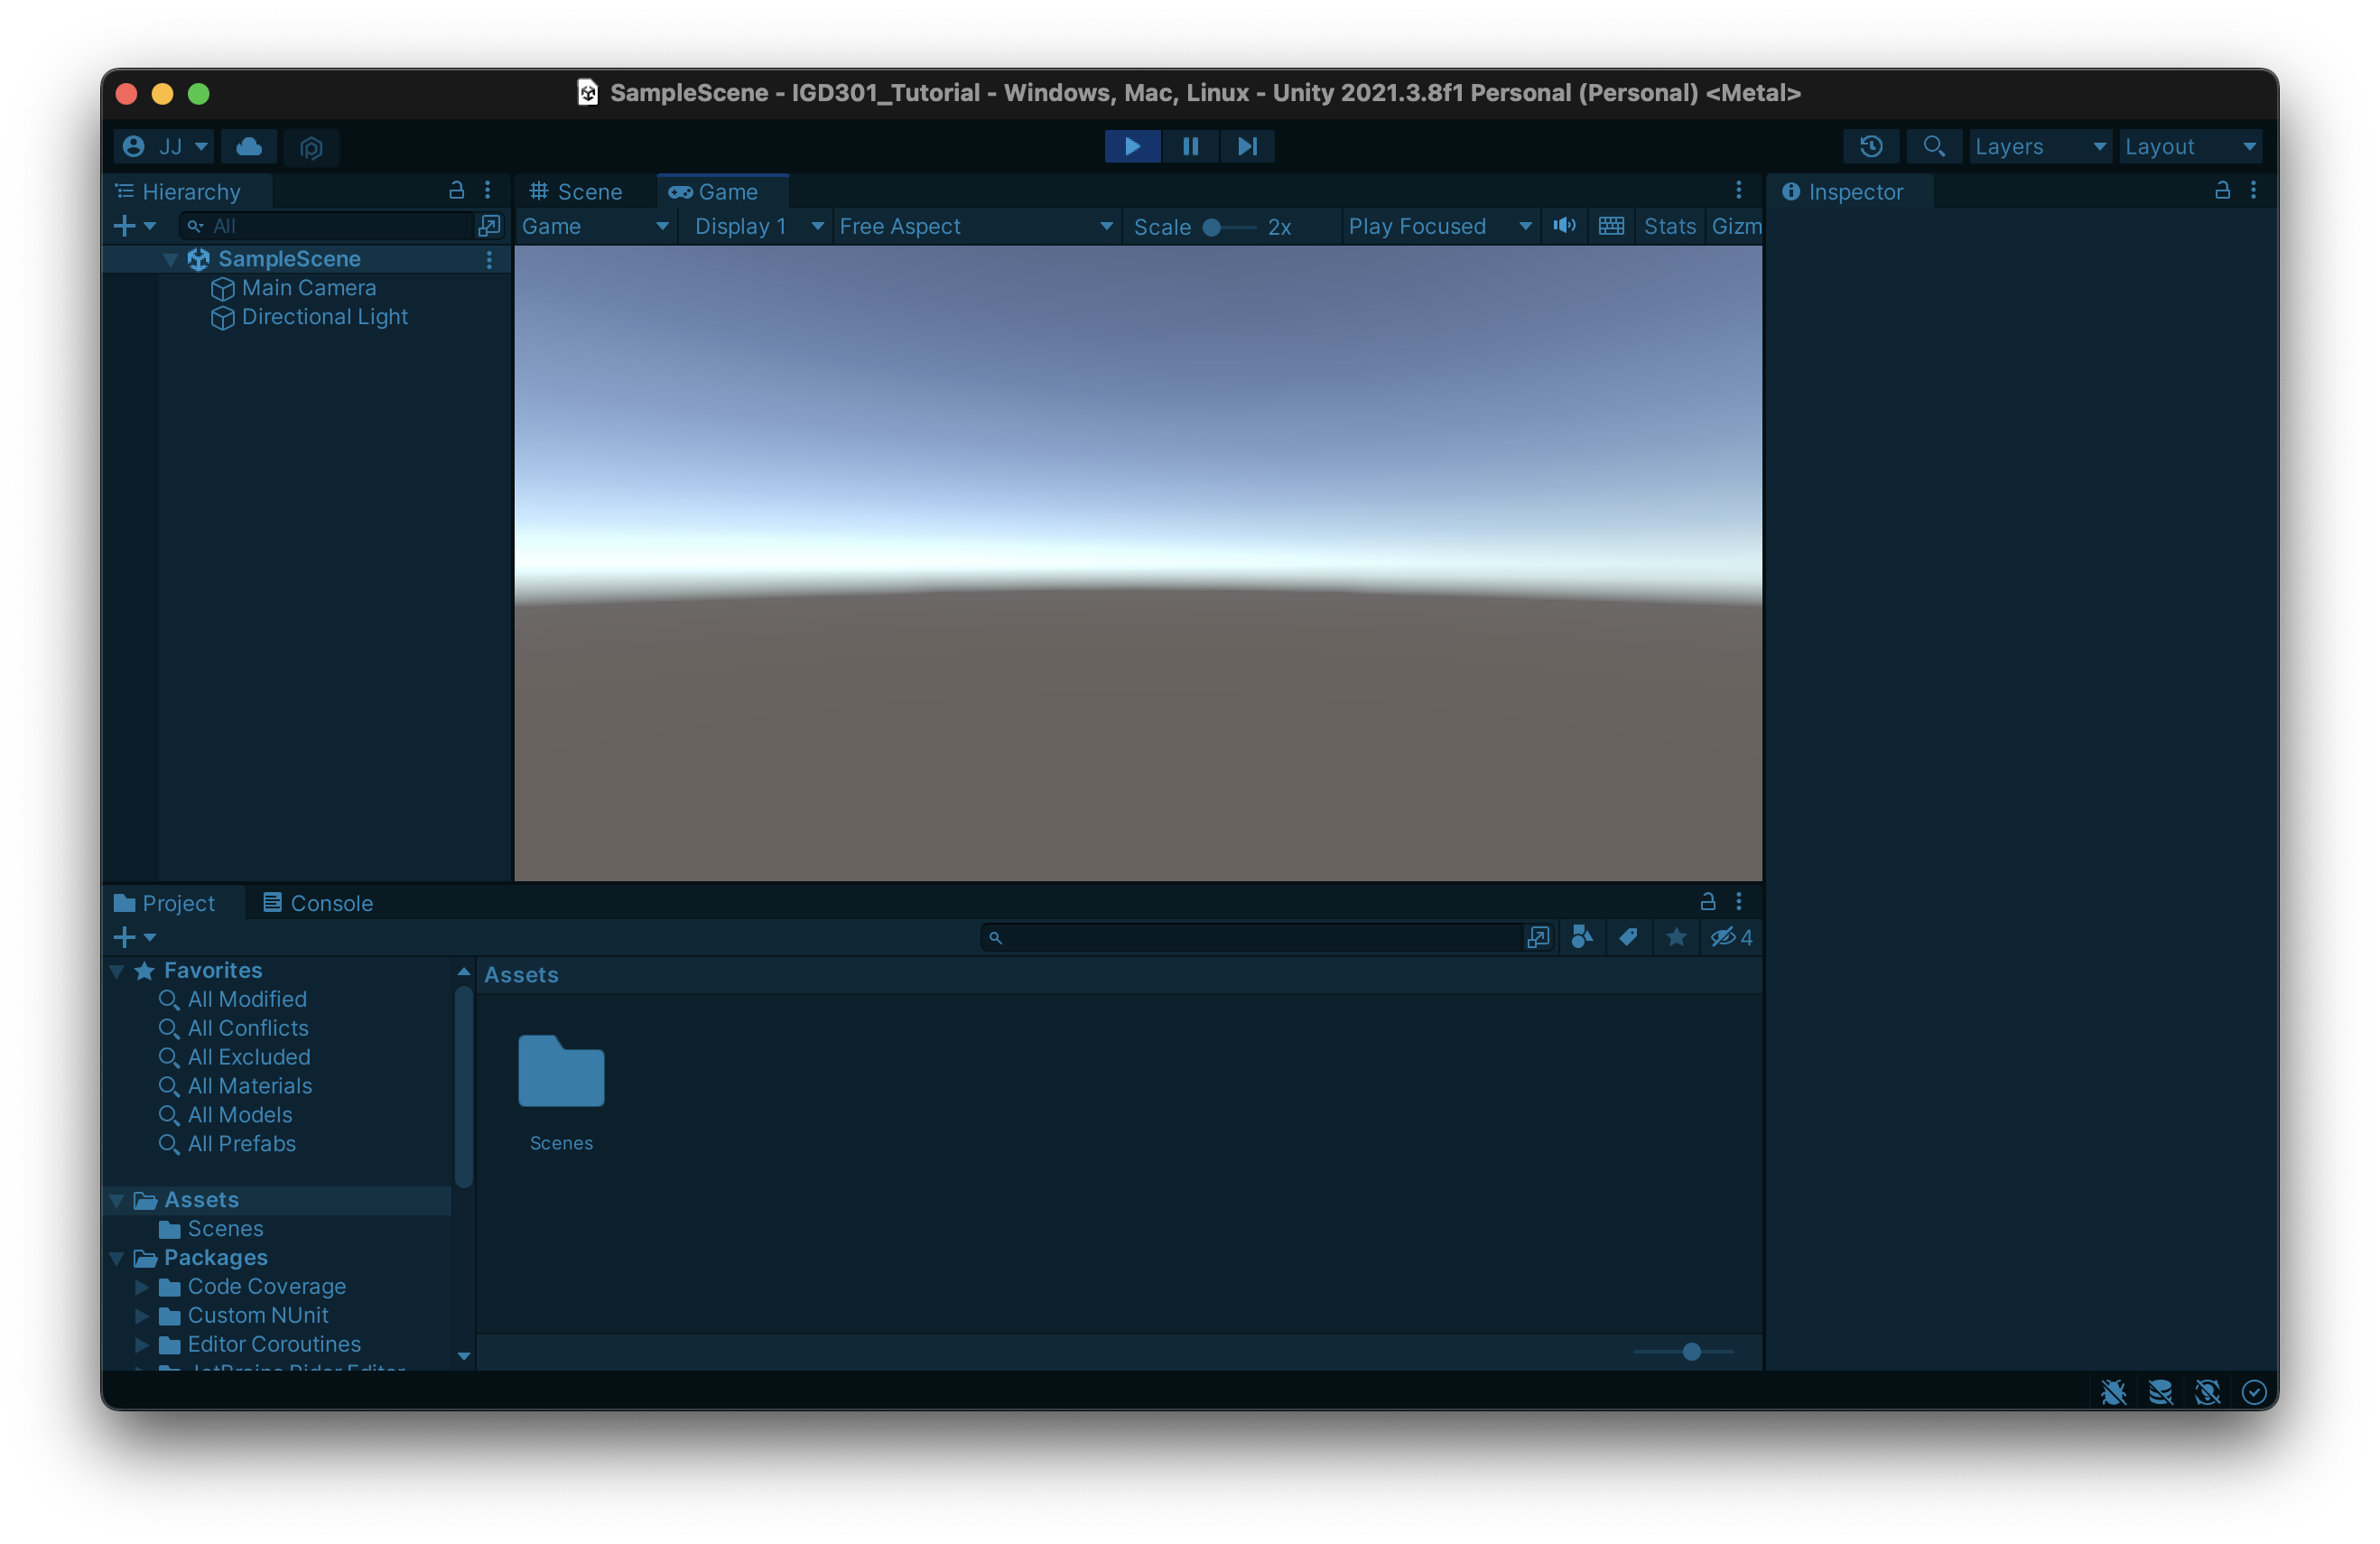 SampleScene - IGD301_Tutorial - Windows, Mac, Linux - Unity 2021.3.8f1 Personal (Personal) <Metal>
JJ
Layers
Layout
Hierarchy
Scene
Game
Inspector
All
Game
Display 1
Free Aspect
Scale 2x
Play Focused
Stats
Gizm
SampleScene
Main Camera
Directional Light
Project
Console
4
Favorites
All Modified
All Conflicts
All Excluded
All Materials
All Models
All Prefabs
Assets
Scenes
Packages
Code Coverage
Custom NUnit
Editor Coroutines
JetBrains Rider Editor
Assets
Scenes